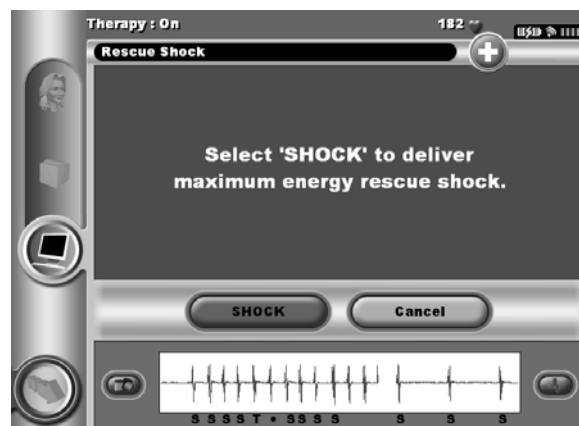 Therapy : On 182
Rescue Shock
Select 'SHOCK' to deliver
maximum energy rescue shock.
SHOCK Cancel
S S S S T • S S S S S S S